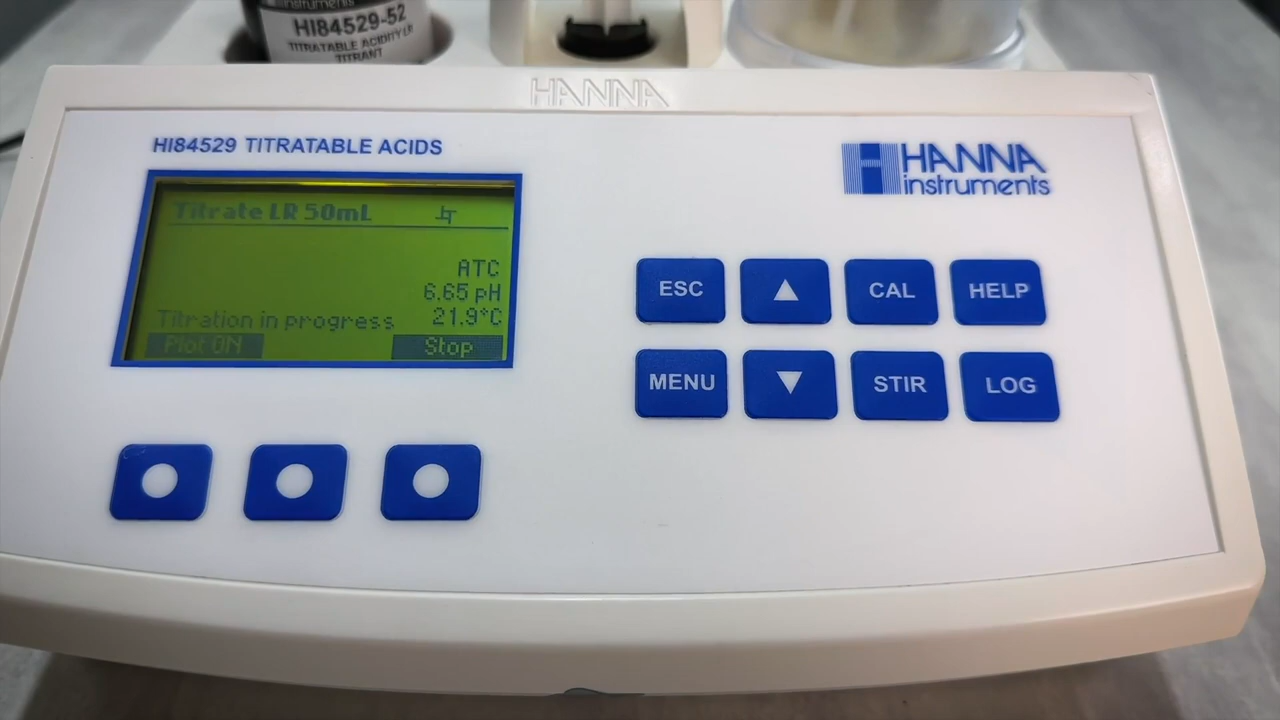 instruments
HI84529-52
TITRATABLE ACIDITY LR
TITRANT
HANNA
HI84529 TITRATABLE ACIDS
HANNA
instruments
Titrate LR 50mL
ATC
6.65 pH
Titration in progress 21.9°C
Plot ON Stop
ESC CAL HELP
MENU STIR LOG